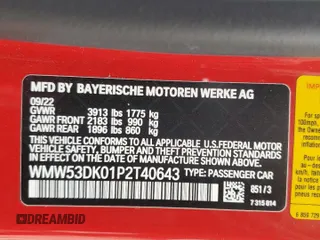 MFD BY BAYERISCHE MOTOREN WERKE AG
09/22
GVWR 3913 lbs 1775 kg
GAWR FRONT 2183 lbs 990 kg
GAWR REAR 1896 lbs 860 kg
THIS VEHICLE CONFORMS TO ALL APPLICABLE U.S. FEDERAL MOTOR
VEHICLE SAFETY, BUMPER, AND THEFT PREVENTION STANDARDS IN
EFFECT ON THE DATE OF MANUFACTURE SHOWN ABOVE.
WMW53DK01P2T40643 TYPE: PASSENGER CAR
851/3
7 315 014
DREAMBID